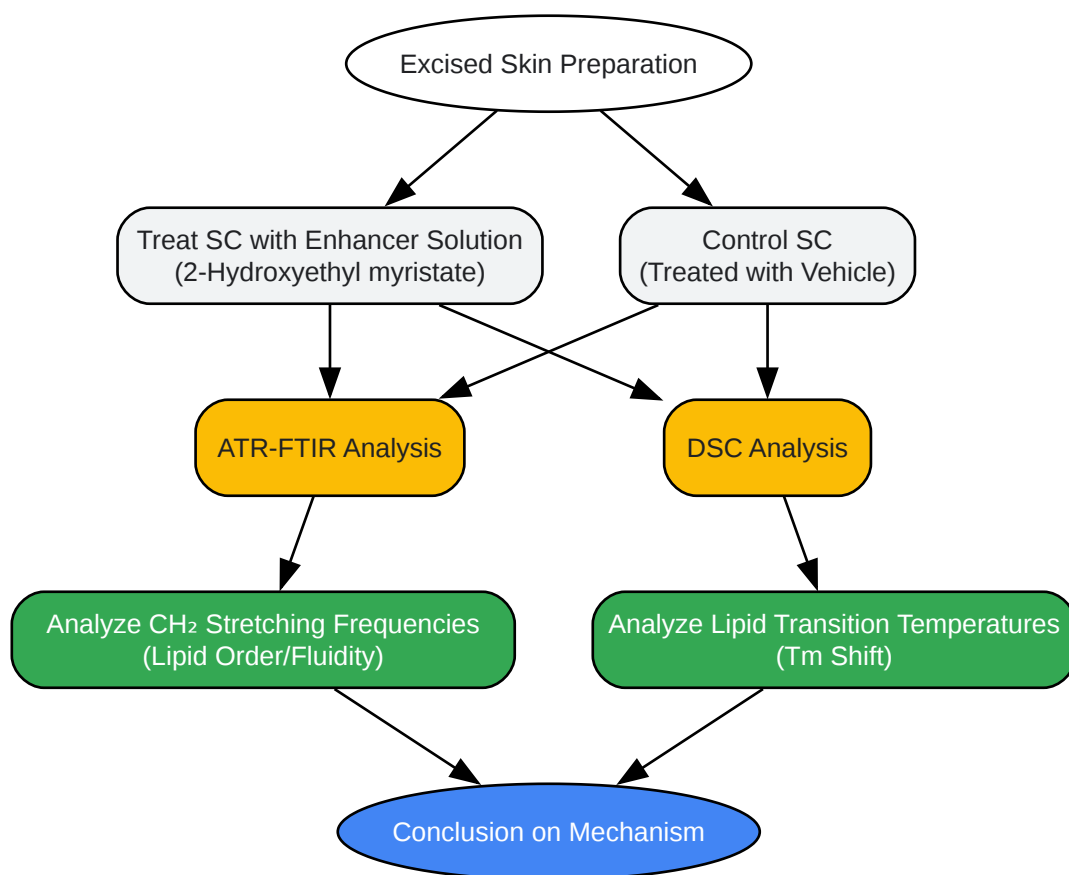 Excised Skin Preparation
Treat SC with Enhancer Solution
(2-Hydroxyethyl myristate)
Control SC
(Treated with Vehicle)
ATR-FTIR Analysis
DSC Analysis
Analyze CH₂ Stretching Frequencies
(Lipid Order/Fluidity)
Analyze Lipid Transition Temperatures
(Tm Shift)
Conclusion on Mechanism